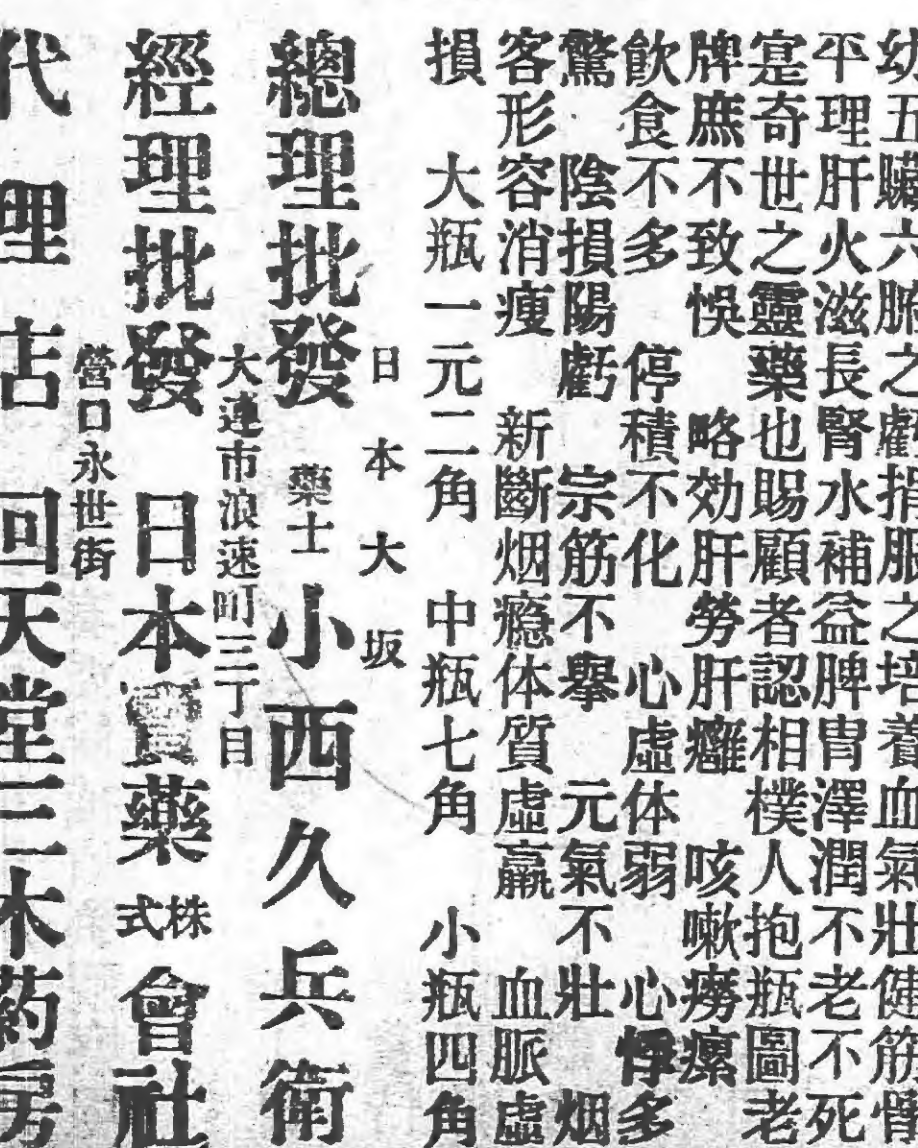 幼五臟六腑之虧損服之培養血氣壯健筋骨
平理肝火滋長腎水補益脾胃澤潤不老不死
寔奇世之靈藥也賜顧者認相樸人抱瓶圖老
牌庶不致悞 略効肝勞肝癰 咳嗽癆瘰
飲食不多 停積不化 心虛体弱 心悸多
驚 陰損陽虧 宗筋不擧 元氣不壯 烟
客形容消瘦 新斷烟癮体質虛羸 血脈虛
損 大瓶一元二角 中瓶七角 小瓶四角
日本大坂
總理批發 藥士 小西久兵衛
大連市浪速町三丁目
經理批發 日本賣藥株式會社
營口永世街
代理店 回天堂三木葯房